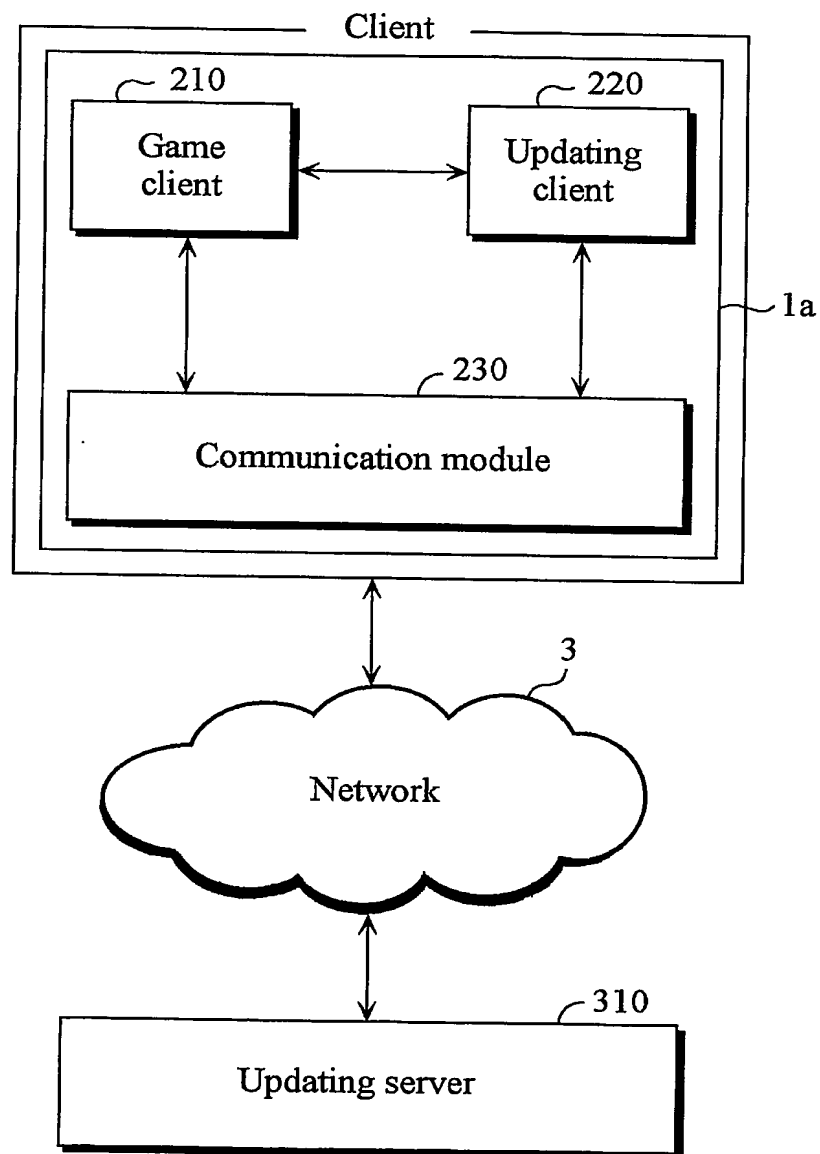 Client
210
220
Game
client
Updating
client
1a
230
Communication module
3
Network
310
Updating server